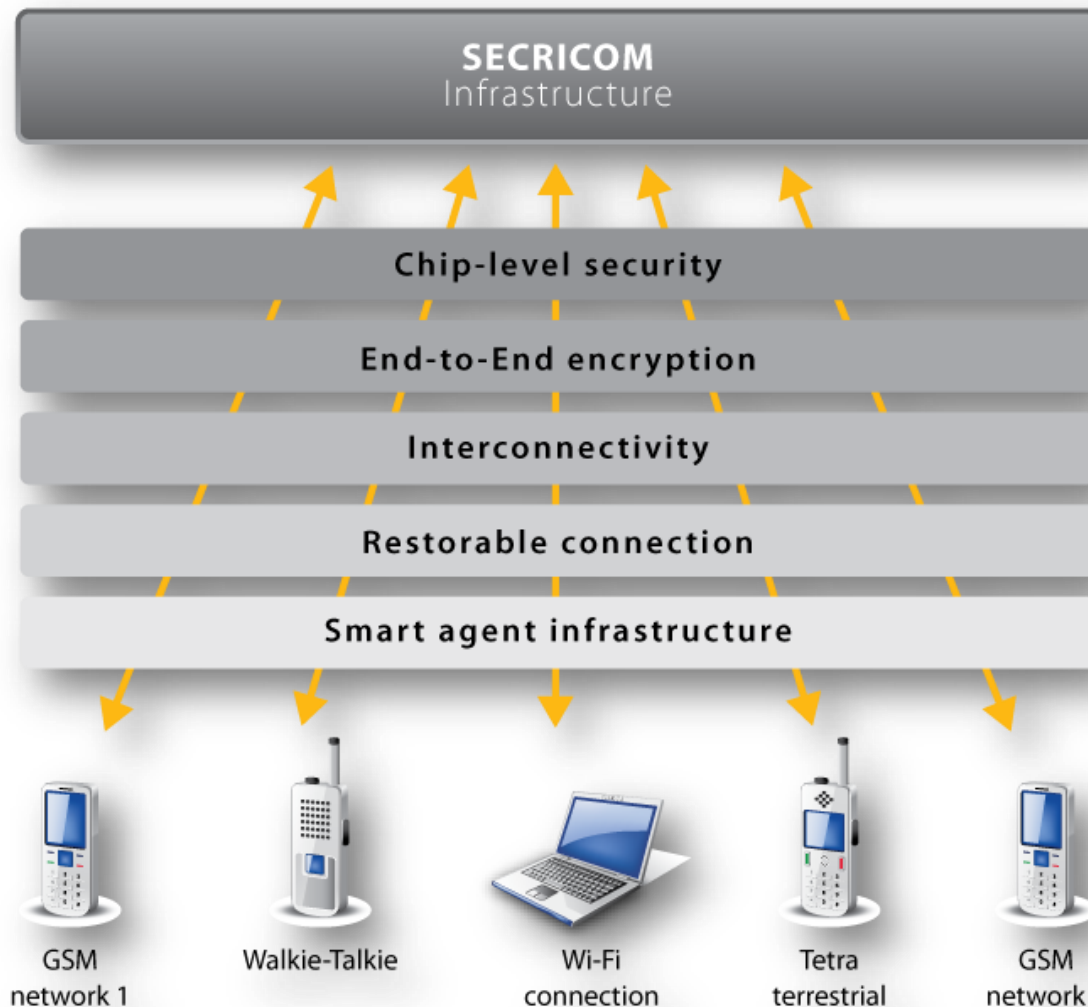 SECRICOM
Infrastructure
Chip-level security
End-to-End encryption
Interconnectivity
Restorable connection
Smart agent infrastructure
GSM
network 1
Walkie-Talkie
Wi-Fi
connection
Tetra
terrestrial
GSM
network